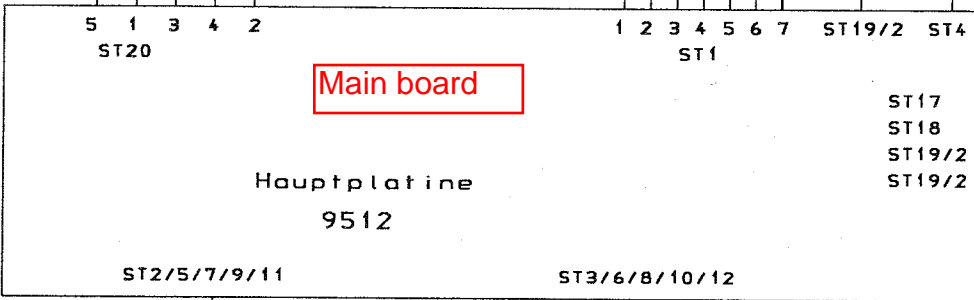 5 1 3 4 2 1 2 3 4 5 6 7 ST19/2 ST4
ST20 ST1
Main board
ST17
ST18
ST19/2
Hauptplatine ST19/2
9512
ST2/5/7/9/11 ST3/6/8/10/12